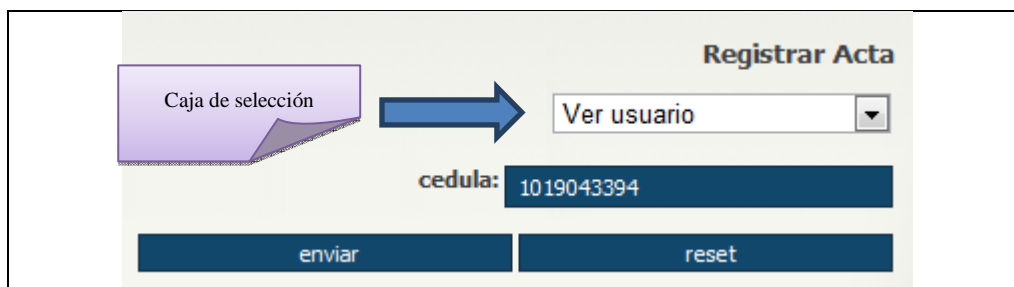 Registrar Acta
Caja de selección
Ver usuario
cedula: 1019043394
enviar reset